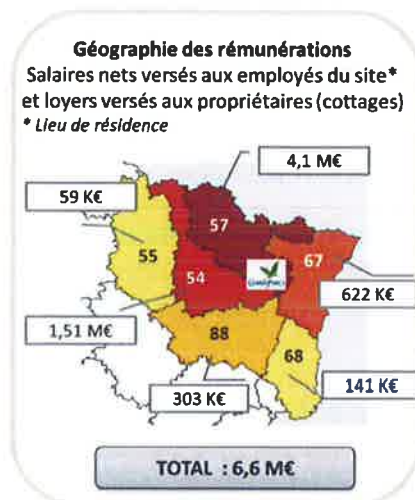 Géographie des rémunérations
Salaires nets versés aux employés du site*
et loyers versés aux propriétaires (cottages)
* Lieu de résidence
4,1 M€
59 K€
57
55
67
54
622 K€
1,51 M€
88
68
303 K€
141 K€
TOTAL : 6,6 M€